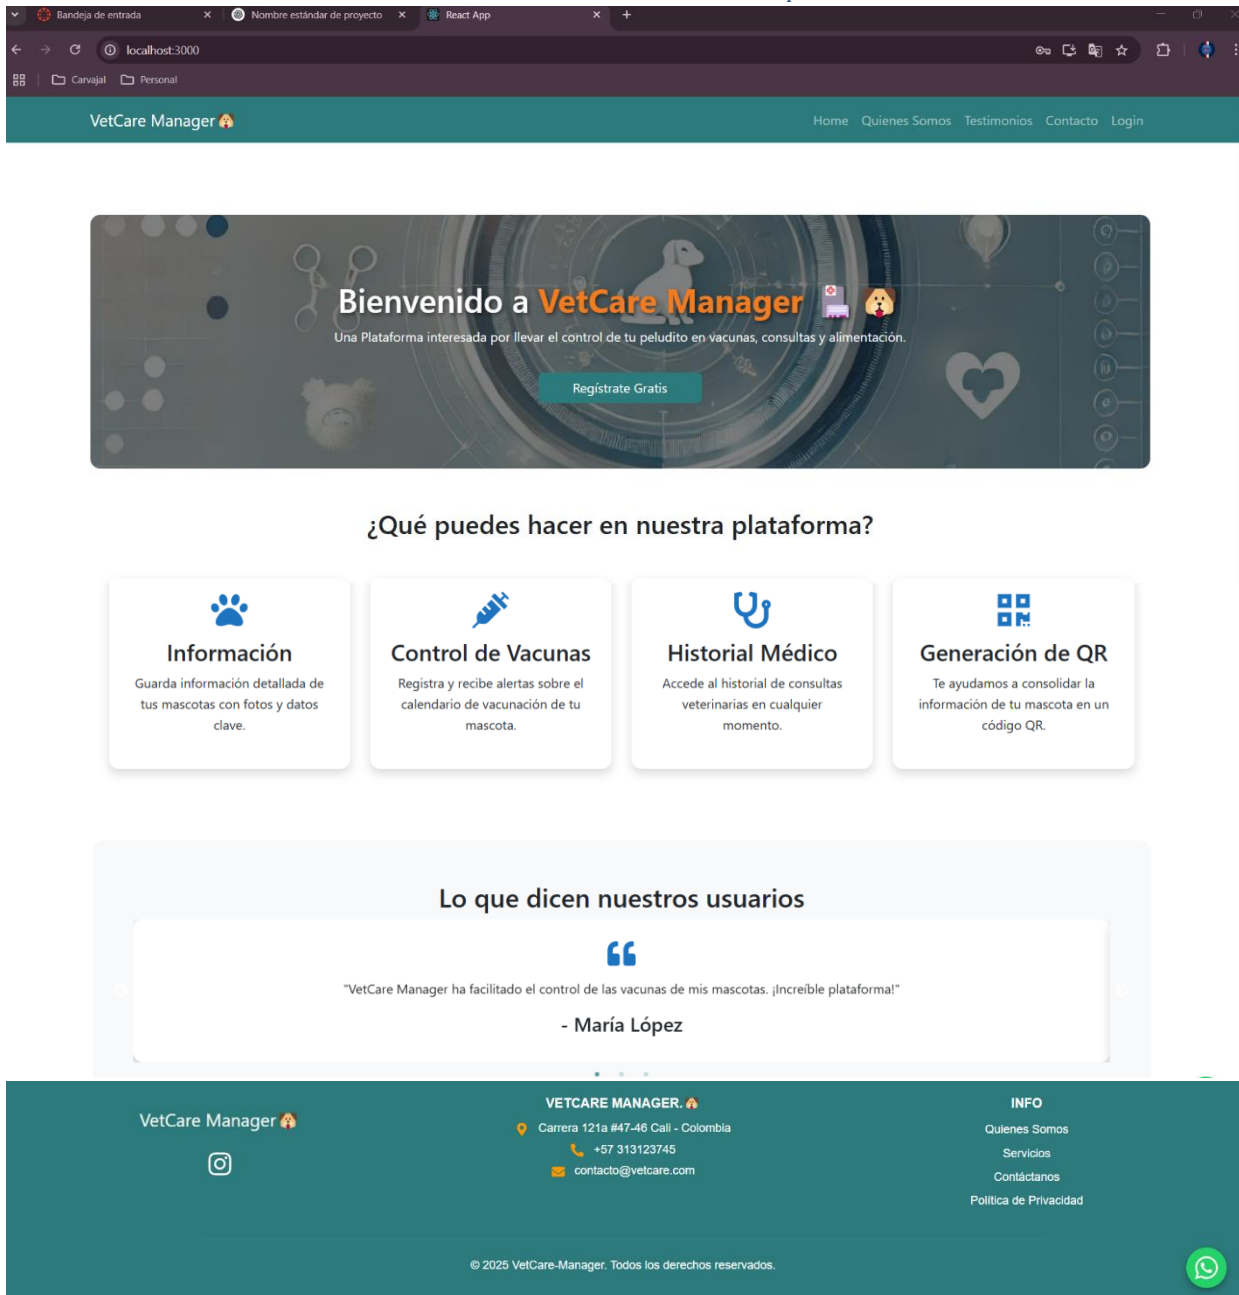 Bandeja de entrada
Nombre estándar de proyecto
React App
localhost:3000
Carvajal
Personal
VetCare Manager
Home Quienes Somos Testimonios Contacto Login
Bienvenido a VetCare Manager
Una Plataforma interesada por llevar el control de tu peludito en vacunas, consultas y alimentación.
Regístrate Gratis
¿Qué puedes hacer en nuestra plataforma?
Información
Guarda información detallada de
tus mascotas con fotos y datos
clave.
Control de Vacunas
Registra y recibe alertas sobre el
calendario de vacunación de tu
mascota.
Historial Médico
Accede al historial de consultas
veterinarias en cualquier
momento.
Generación de QR
Te ayudamos a consolidar la
información de tu mascota en un
código QR.
Lo que dicen nuestros usuarios
"VetCare Manager ha facilitado el control de las vacunas de mis mascotas. ¡Increíble plataforma!"
- María López
VetCare Manager
VETCARE MANAGER.
Carrera 121a #47-46 Cali - Colombia
+57 313123745
contacto@vetcare.com
INFO
Quienes Somos
Servicios
Contáctanos
Política de Privacidad
© 2025 VetCare-Manager. Todos los derechos reservados.